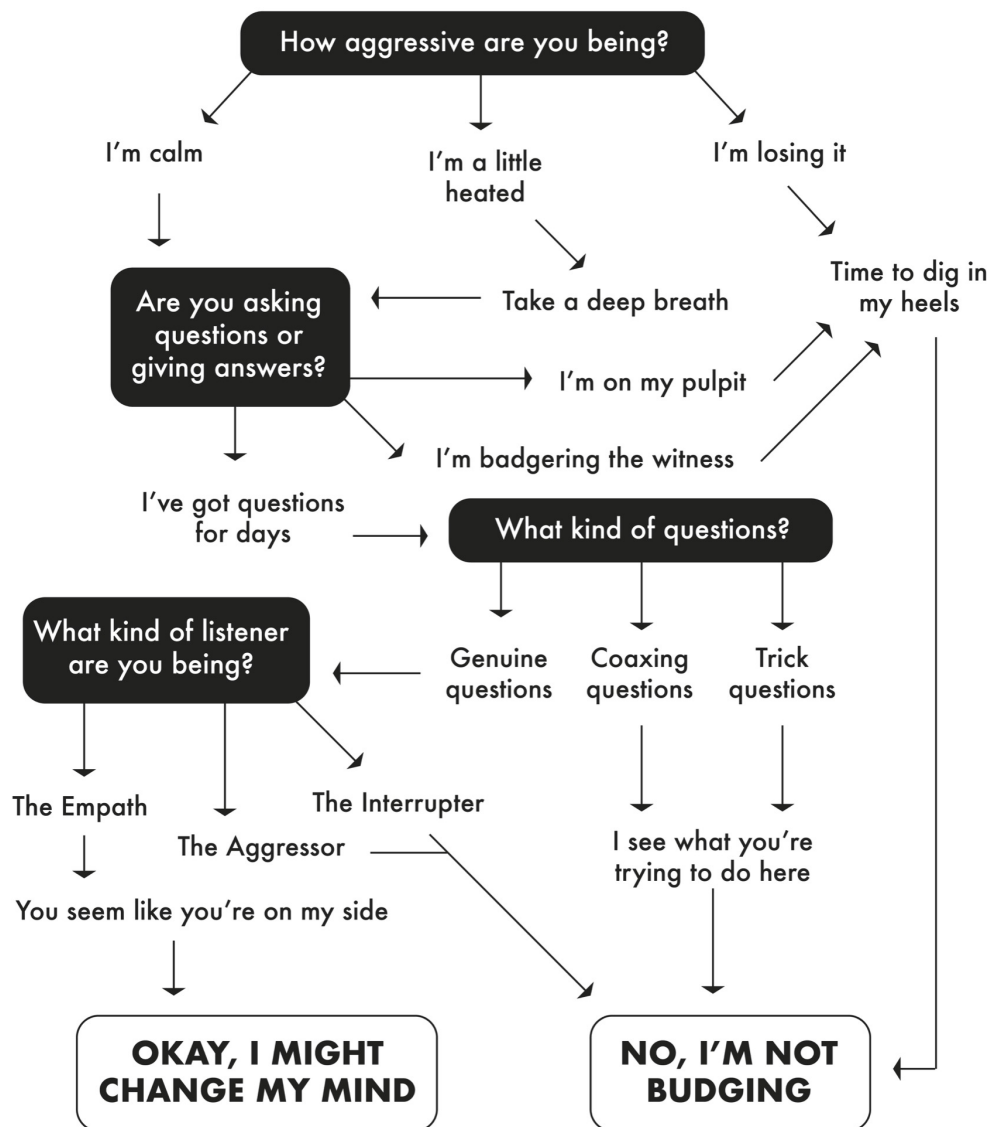 How aggressive are you being?
I'm calm
I'm a little
heated
I'm losing it
Time to dig in
my heels
Are you asking
questions or
giving answers?
Take a deep breath
I'm on my pulpit
I'm badgering the witness
I've got questions
for days
What kind of questions?
What kind of listener
are you being?
Genuine
questions
Coaxing
questions
Trick
questions
The Empath
The Interrupter
The Aggressor
I see what you're
trying to do here
You seem like you're on my side
OKAY, I MIGHT
CHANGE MY MIND
NO, I'M NOT
BUDGING